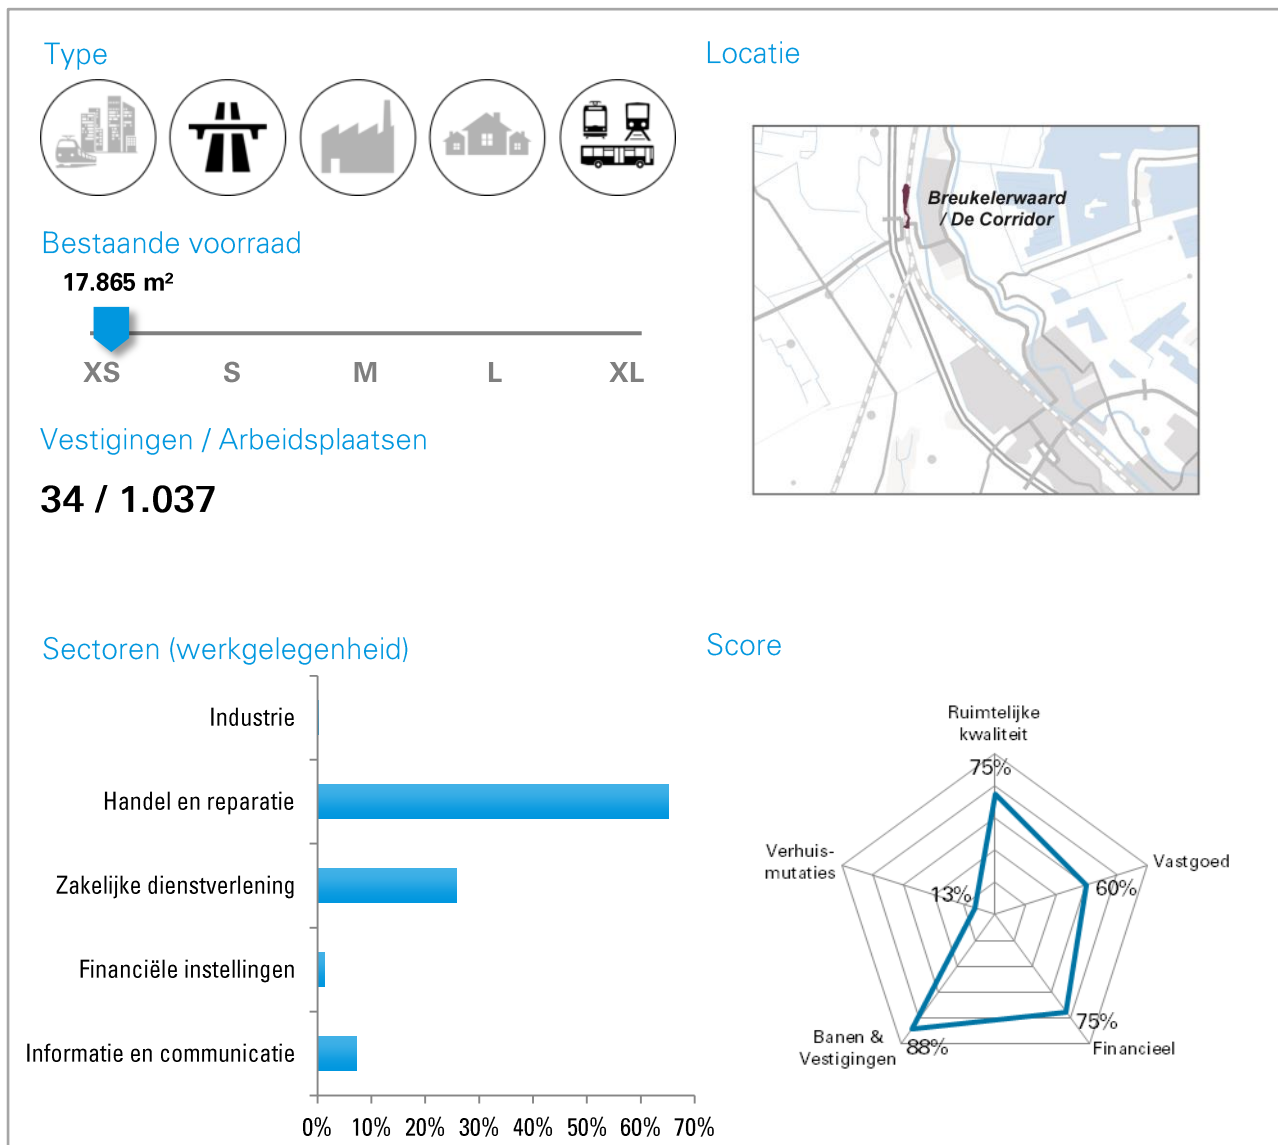 Type
Locatie
Breukelerwaard
/ De Corridor
Bestaande voorraad
17.865 m²
XS S M L XL
Vestigingen / Arbeidsplaatsen
34 / 1.037
Sectoren (werkgelegenheid)
Industrie
Handel en reparatie
Zakelijke dienstverlening
Financiële instellingen
Informatie en communicatie
0% 10% 20% 30% 40% 50% 60% 70%
Score
Ruimtelijke
kwaliteit
75%
Vastgoed
60%
75%
Financieel
Banen &
Vestigingen
88%
Verhuis-
mutaties
13%